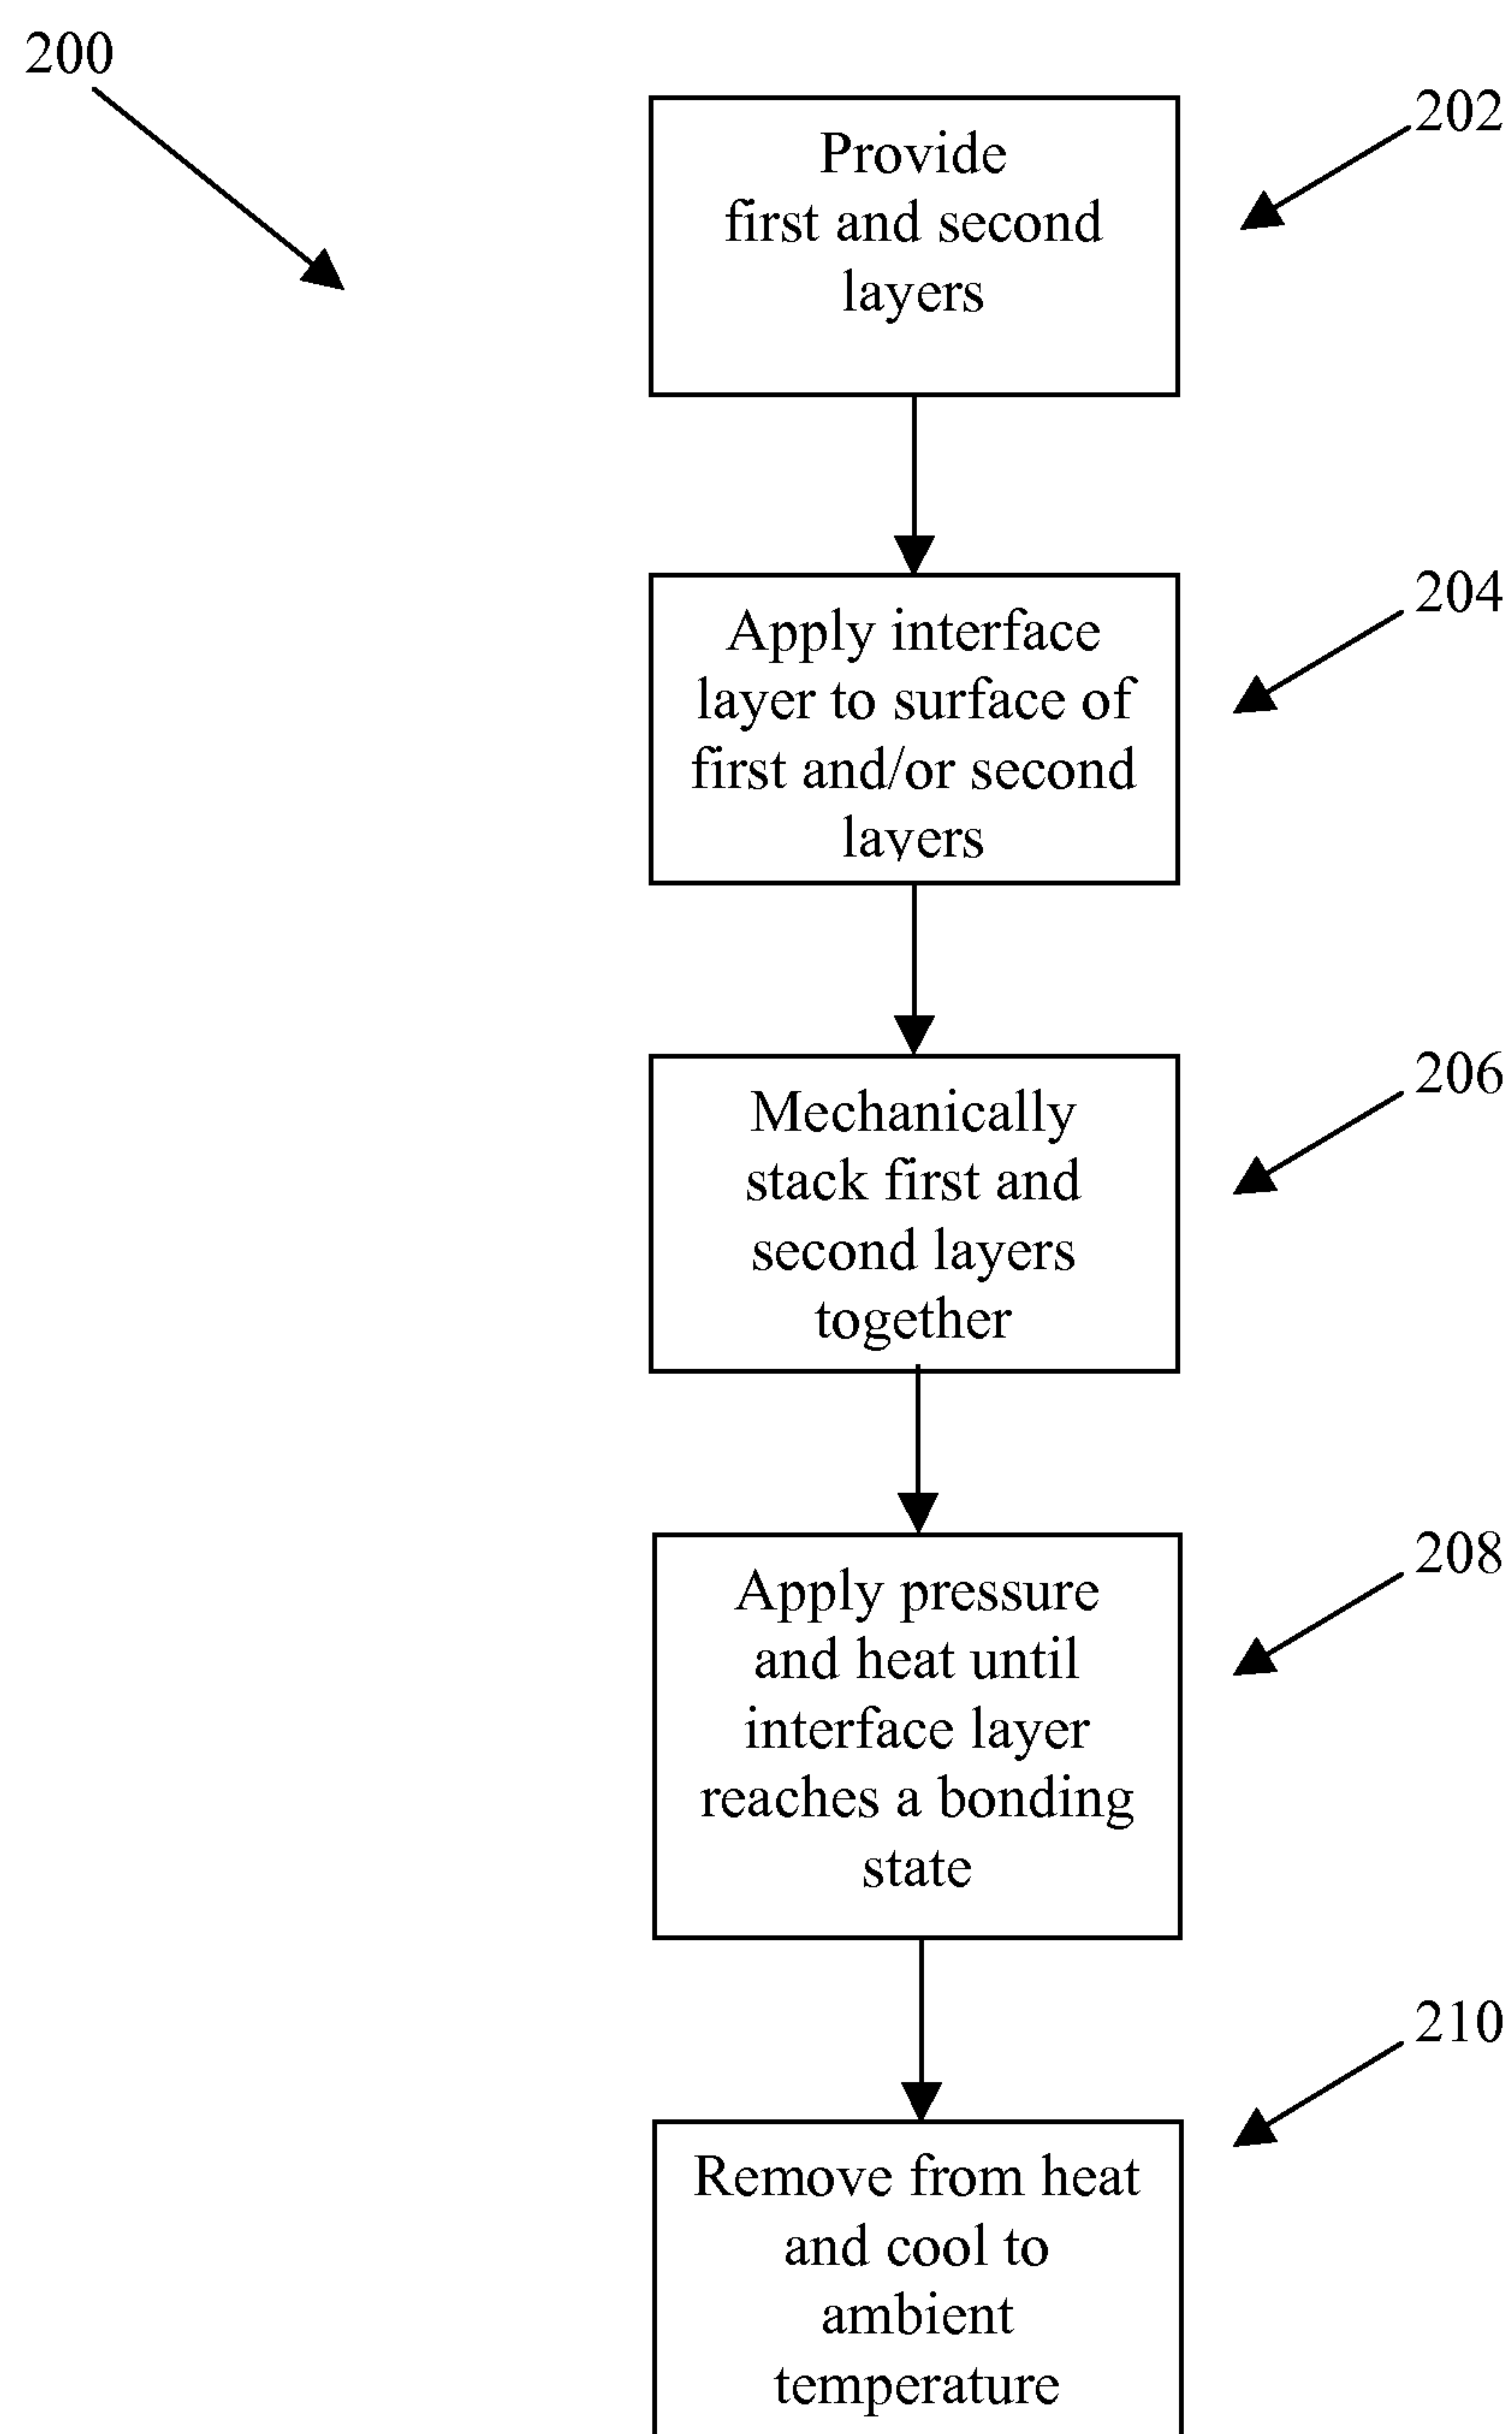 200
202
Provide
first and second
layers
204
Apply interface
layer to surface of
first and/or second
layers
206
Mechanically
stack first and
second layers
together
208
Apply pressure
and heat until
interface layer
reaches a bonding
state
210
Remove from heat
and cool to
ambient
temperature